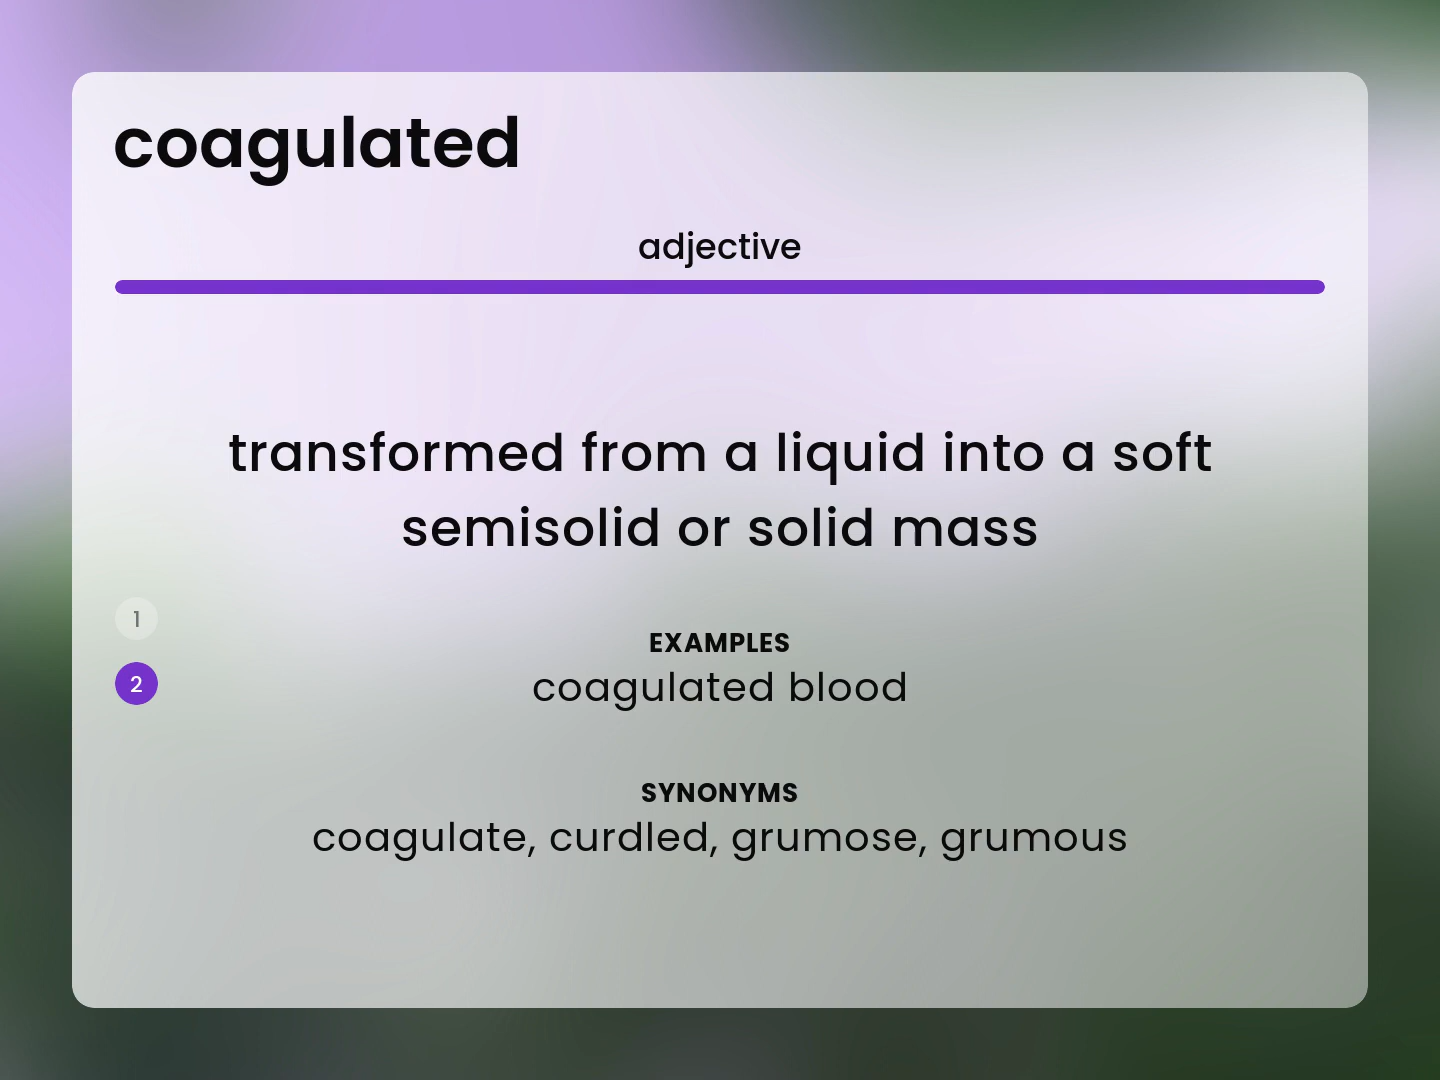 coagulated
adjective
transformed from a liquid into a soft
semisolid or solid mass
1
2
EXAMPLES
coagulated blood
SYNONYMS
coagulate, curdled, grumose, grumous